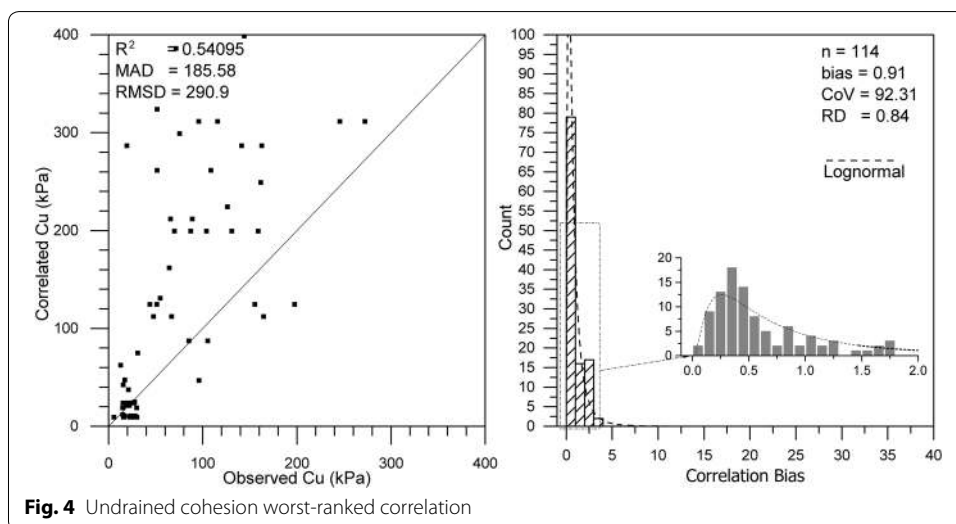 400
300
200
100
0
Correlated Cu (kPa)
R² = 0.54095
MAD = 185.58
RMSD = 290.9
0 100 200 300 400
Observed Cu (kPa)
100
95
90
85
80
75
70
65
60
55
50
45
40
35
30
25
20
15
10
5
0
Count
n = 114
bias = 0.91
CoV = 92.31
RD = 0.84
Lognormal
20
15
10
5
0
0.0 0.5 1.0 1.5 2.0
0 5 10 15 20 25 30 35 40
Correlation Bias
Fig. 4 Undrained cohesion worst-ranked correlation